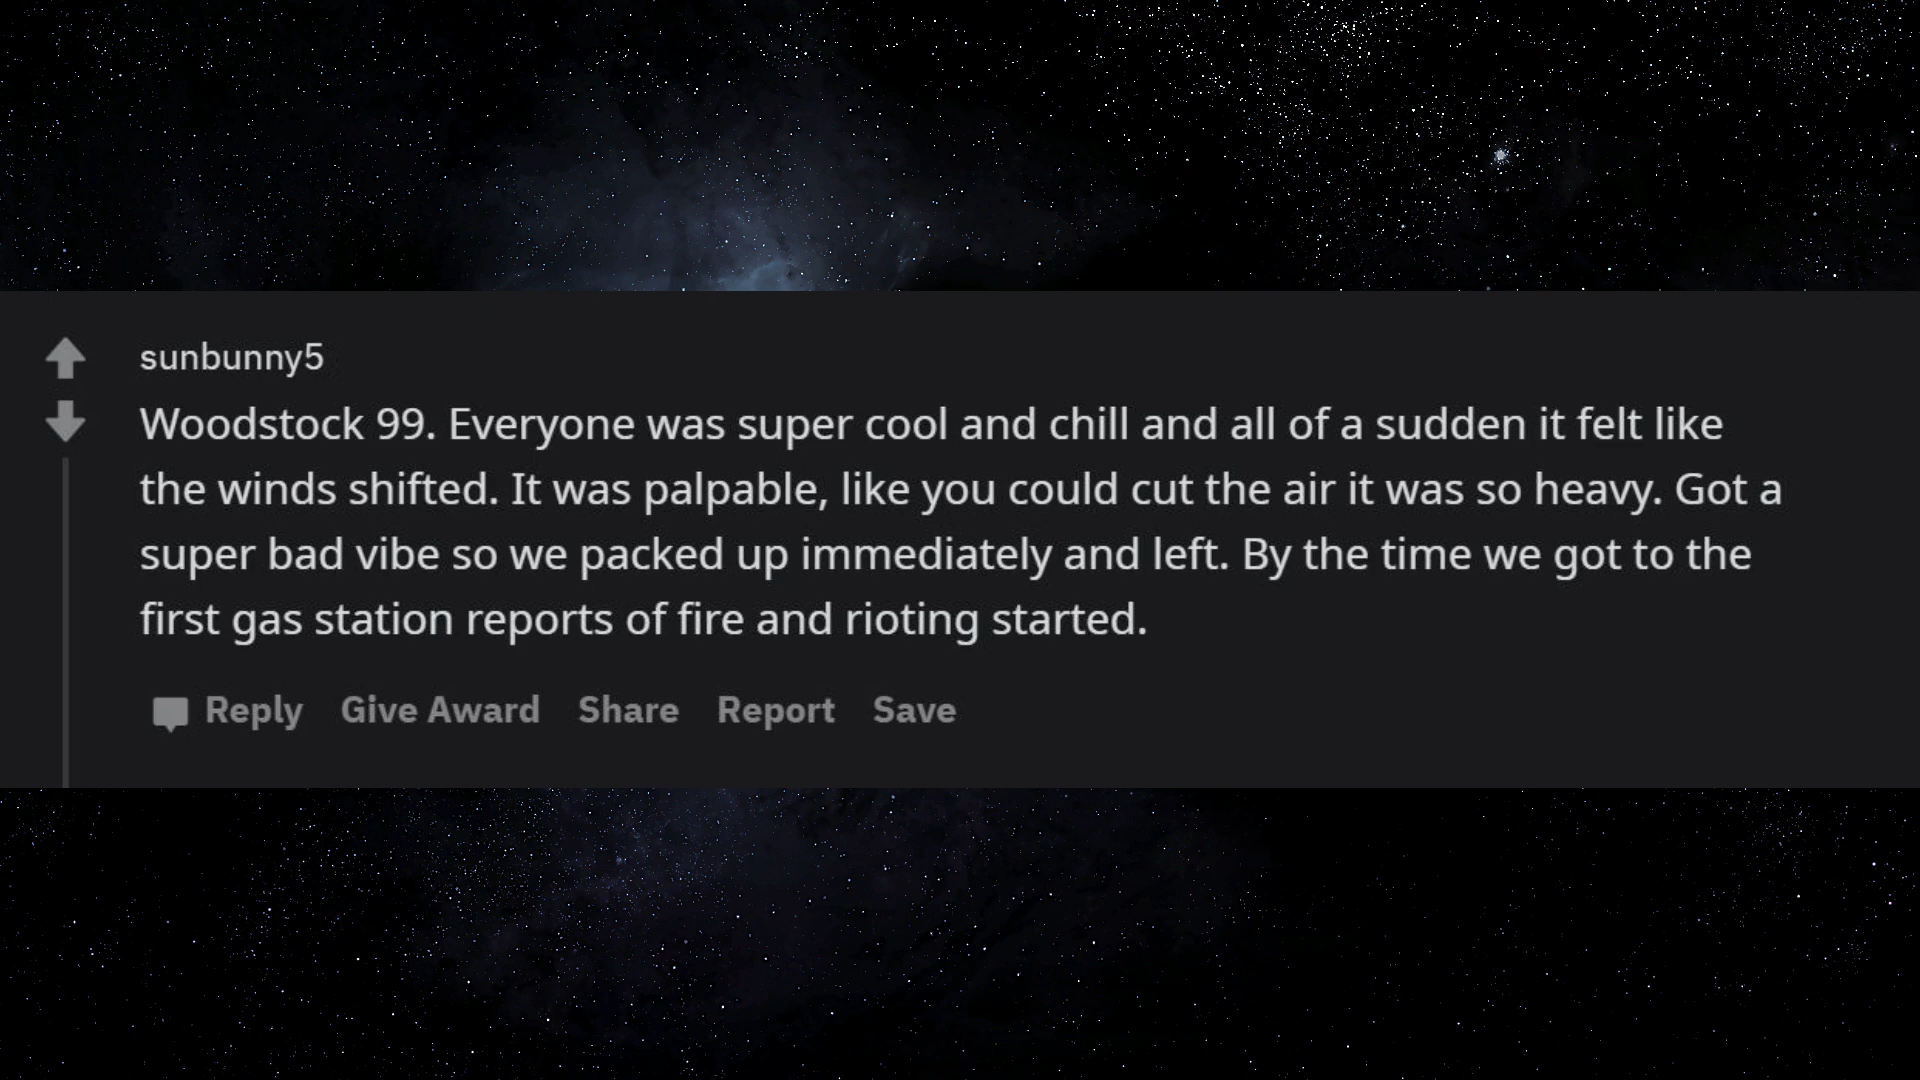 sunbunny5
Woodstock 99. Everyone was super cool and chill and all of a sudden it felt like
the winds shifted. It was palpable, like you could cut the air it was so heavy. Got a
super bad vibe so we packed up immediately and left. By the time we got to the
first gas station reports of fire and rioting started.
Reply Give Award Share Report Save